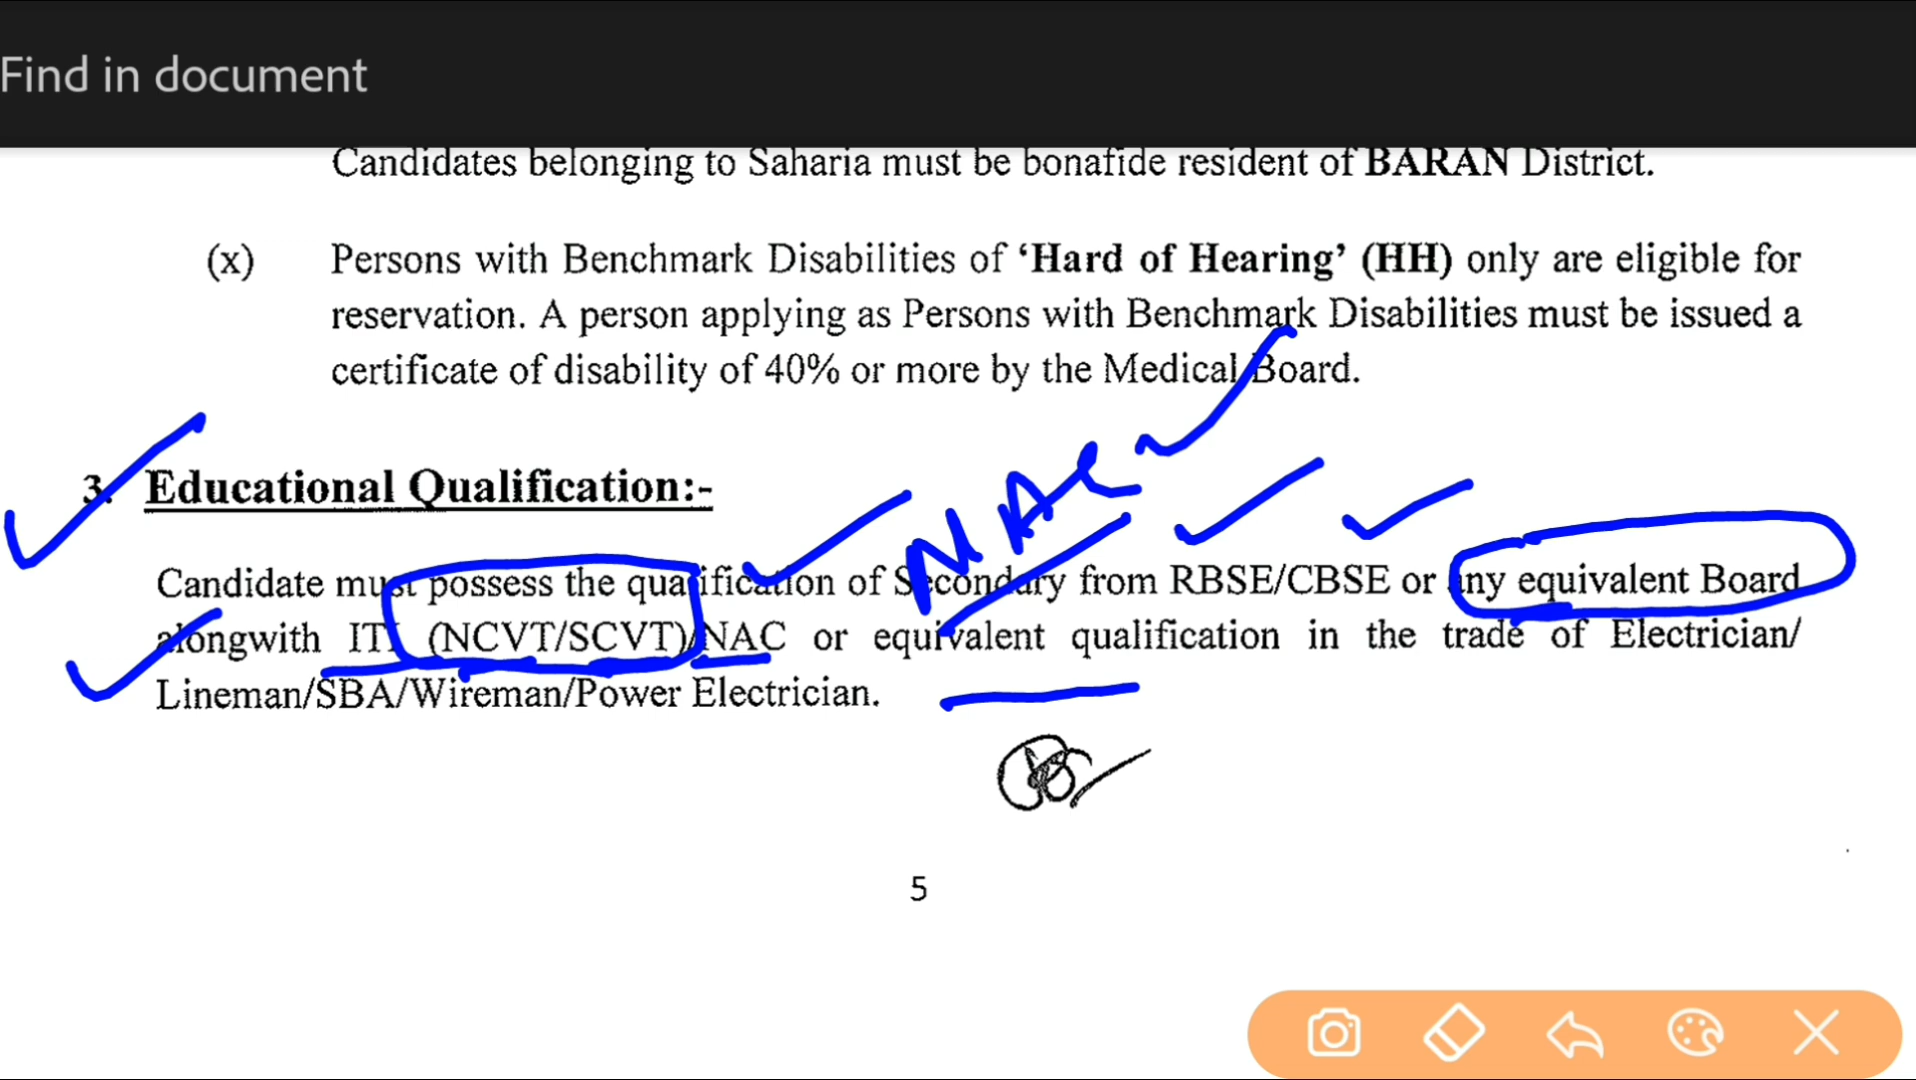 Find in document
Candidates belonging to Saharia must be bonafide resident of BARAN District.
(x) Persons with Benchmark Disabilities of ‘Hard of Hearing’ (HH) only are eligible for
reservation. A person applying as Persons with Benchmark Disabilities must be issued a
certificate of disability of 40% or more by the Medical Board.
3. Educational Qualification:-
NAC
Candidate must possess the qualification of Secondary from RBSE/CBSE or any equivalent Board
alongwith ITI (NCVT/SCVT)/NAC or equivalent qualification in the trade of Electrician/
Lineman/SBA/Wireman/Power Electrician.
5